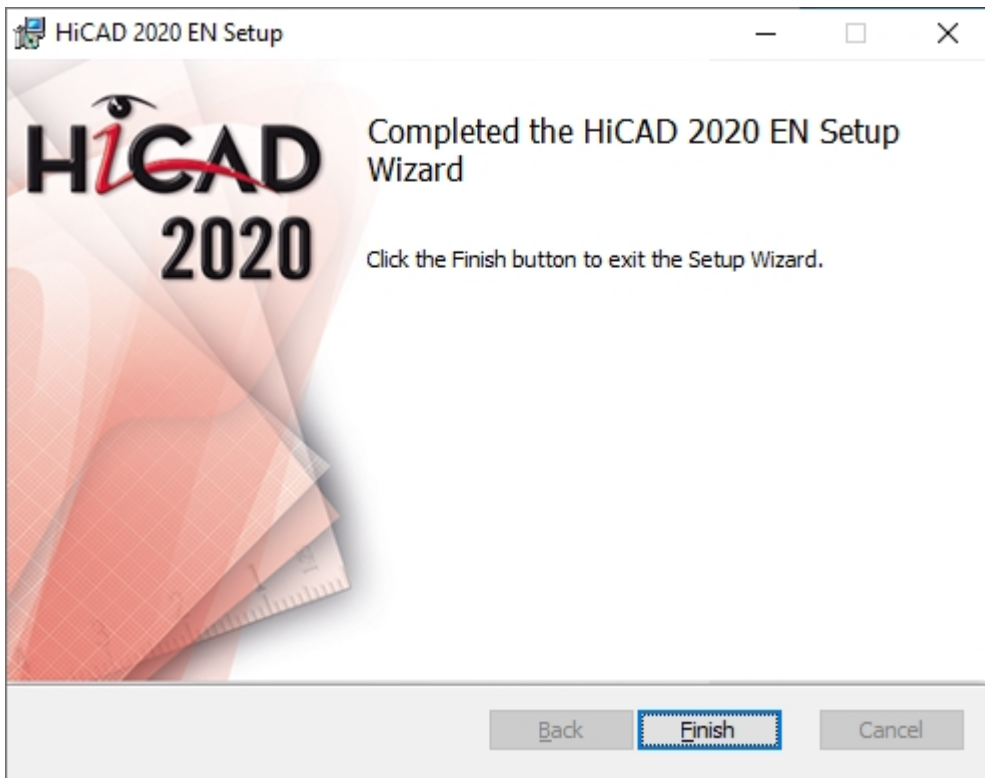 HiCAD 2020 EN Setup
HiCAD
2020
Completed the HiCAD 2020 EN Setup
Wizard
Click the Finish button to exit the Setup Wizard.
Back Finish Cancel